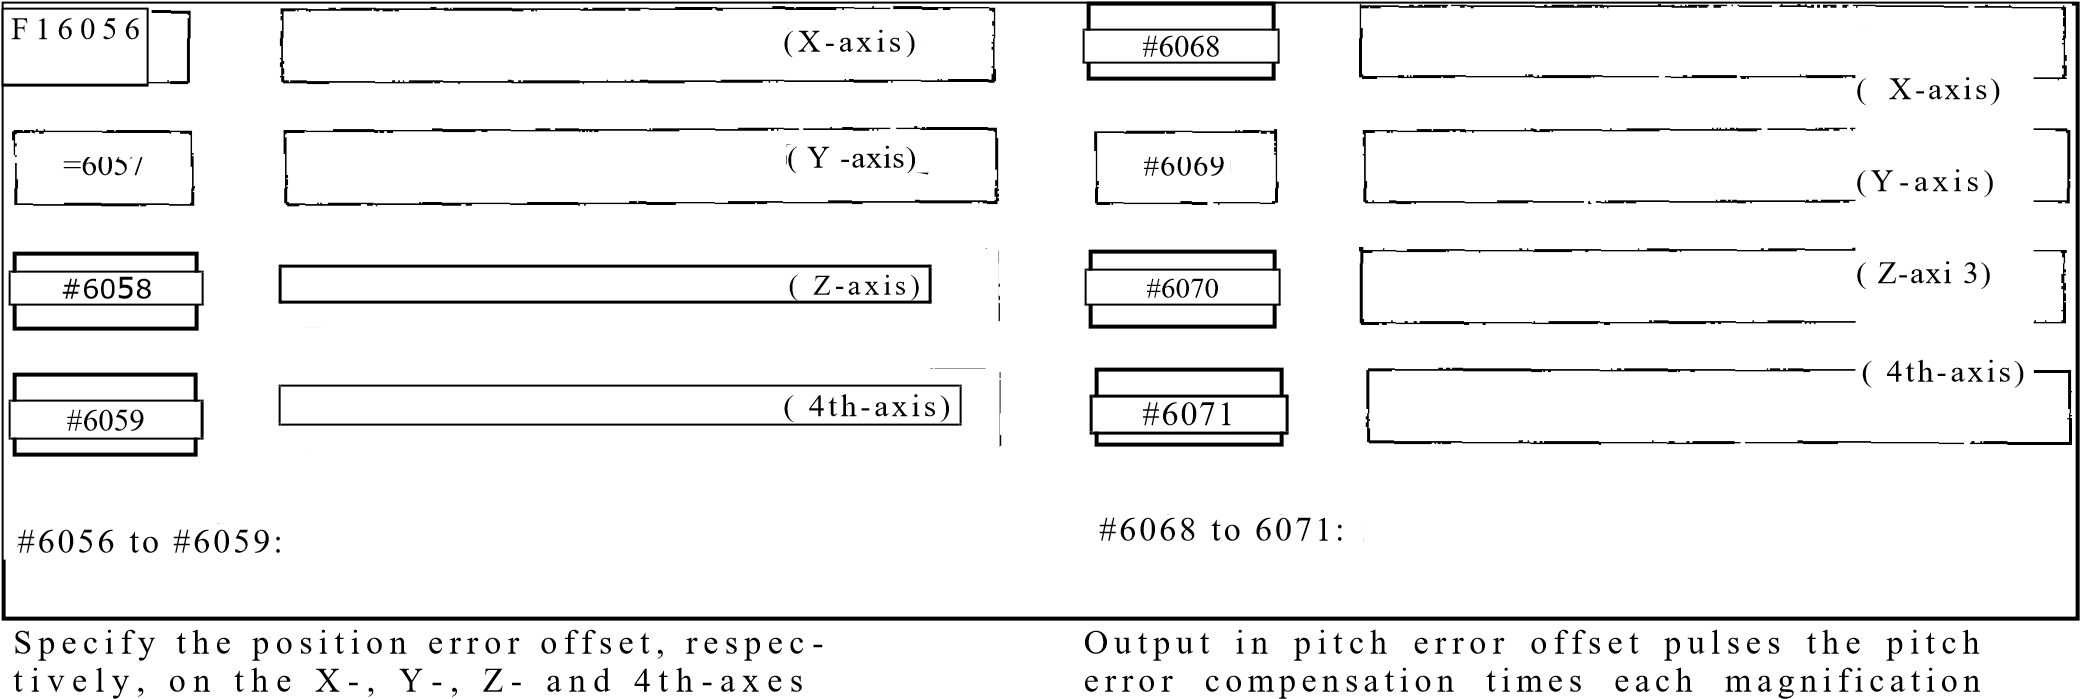 F16056
(X-axis)
=6057
( Y -axis)
#6058
( Z-axis)
#6059
( 4th-axis)
#6056 to #6059:
Specify the position error offset, respec-
tively, on the X-, Y-, Z- and 4th-axes
#6068
( X-axis)
#6069
(Y-axis)
#6070
( Z-axi 3)
#6071
( 4th-axis)
#6068 to 6071:
Output in pitch error offset pulses the pitch
error compensation times each magnification